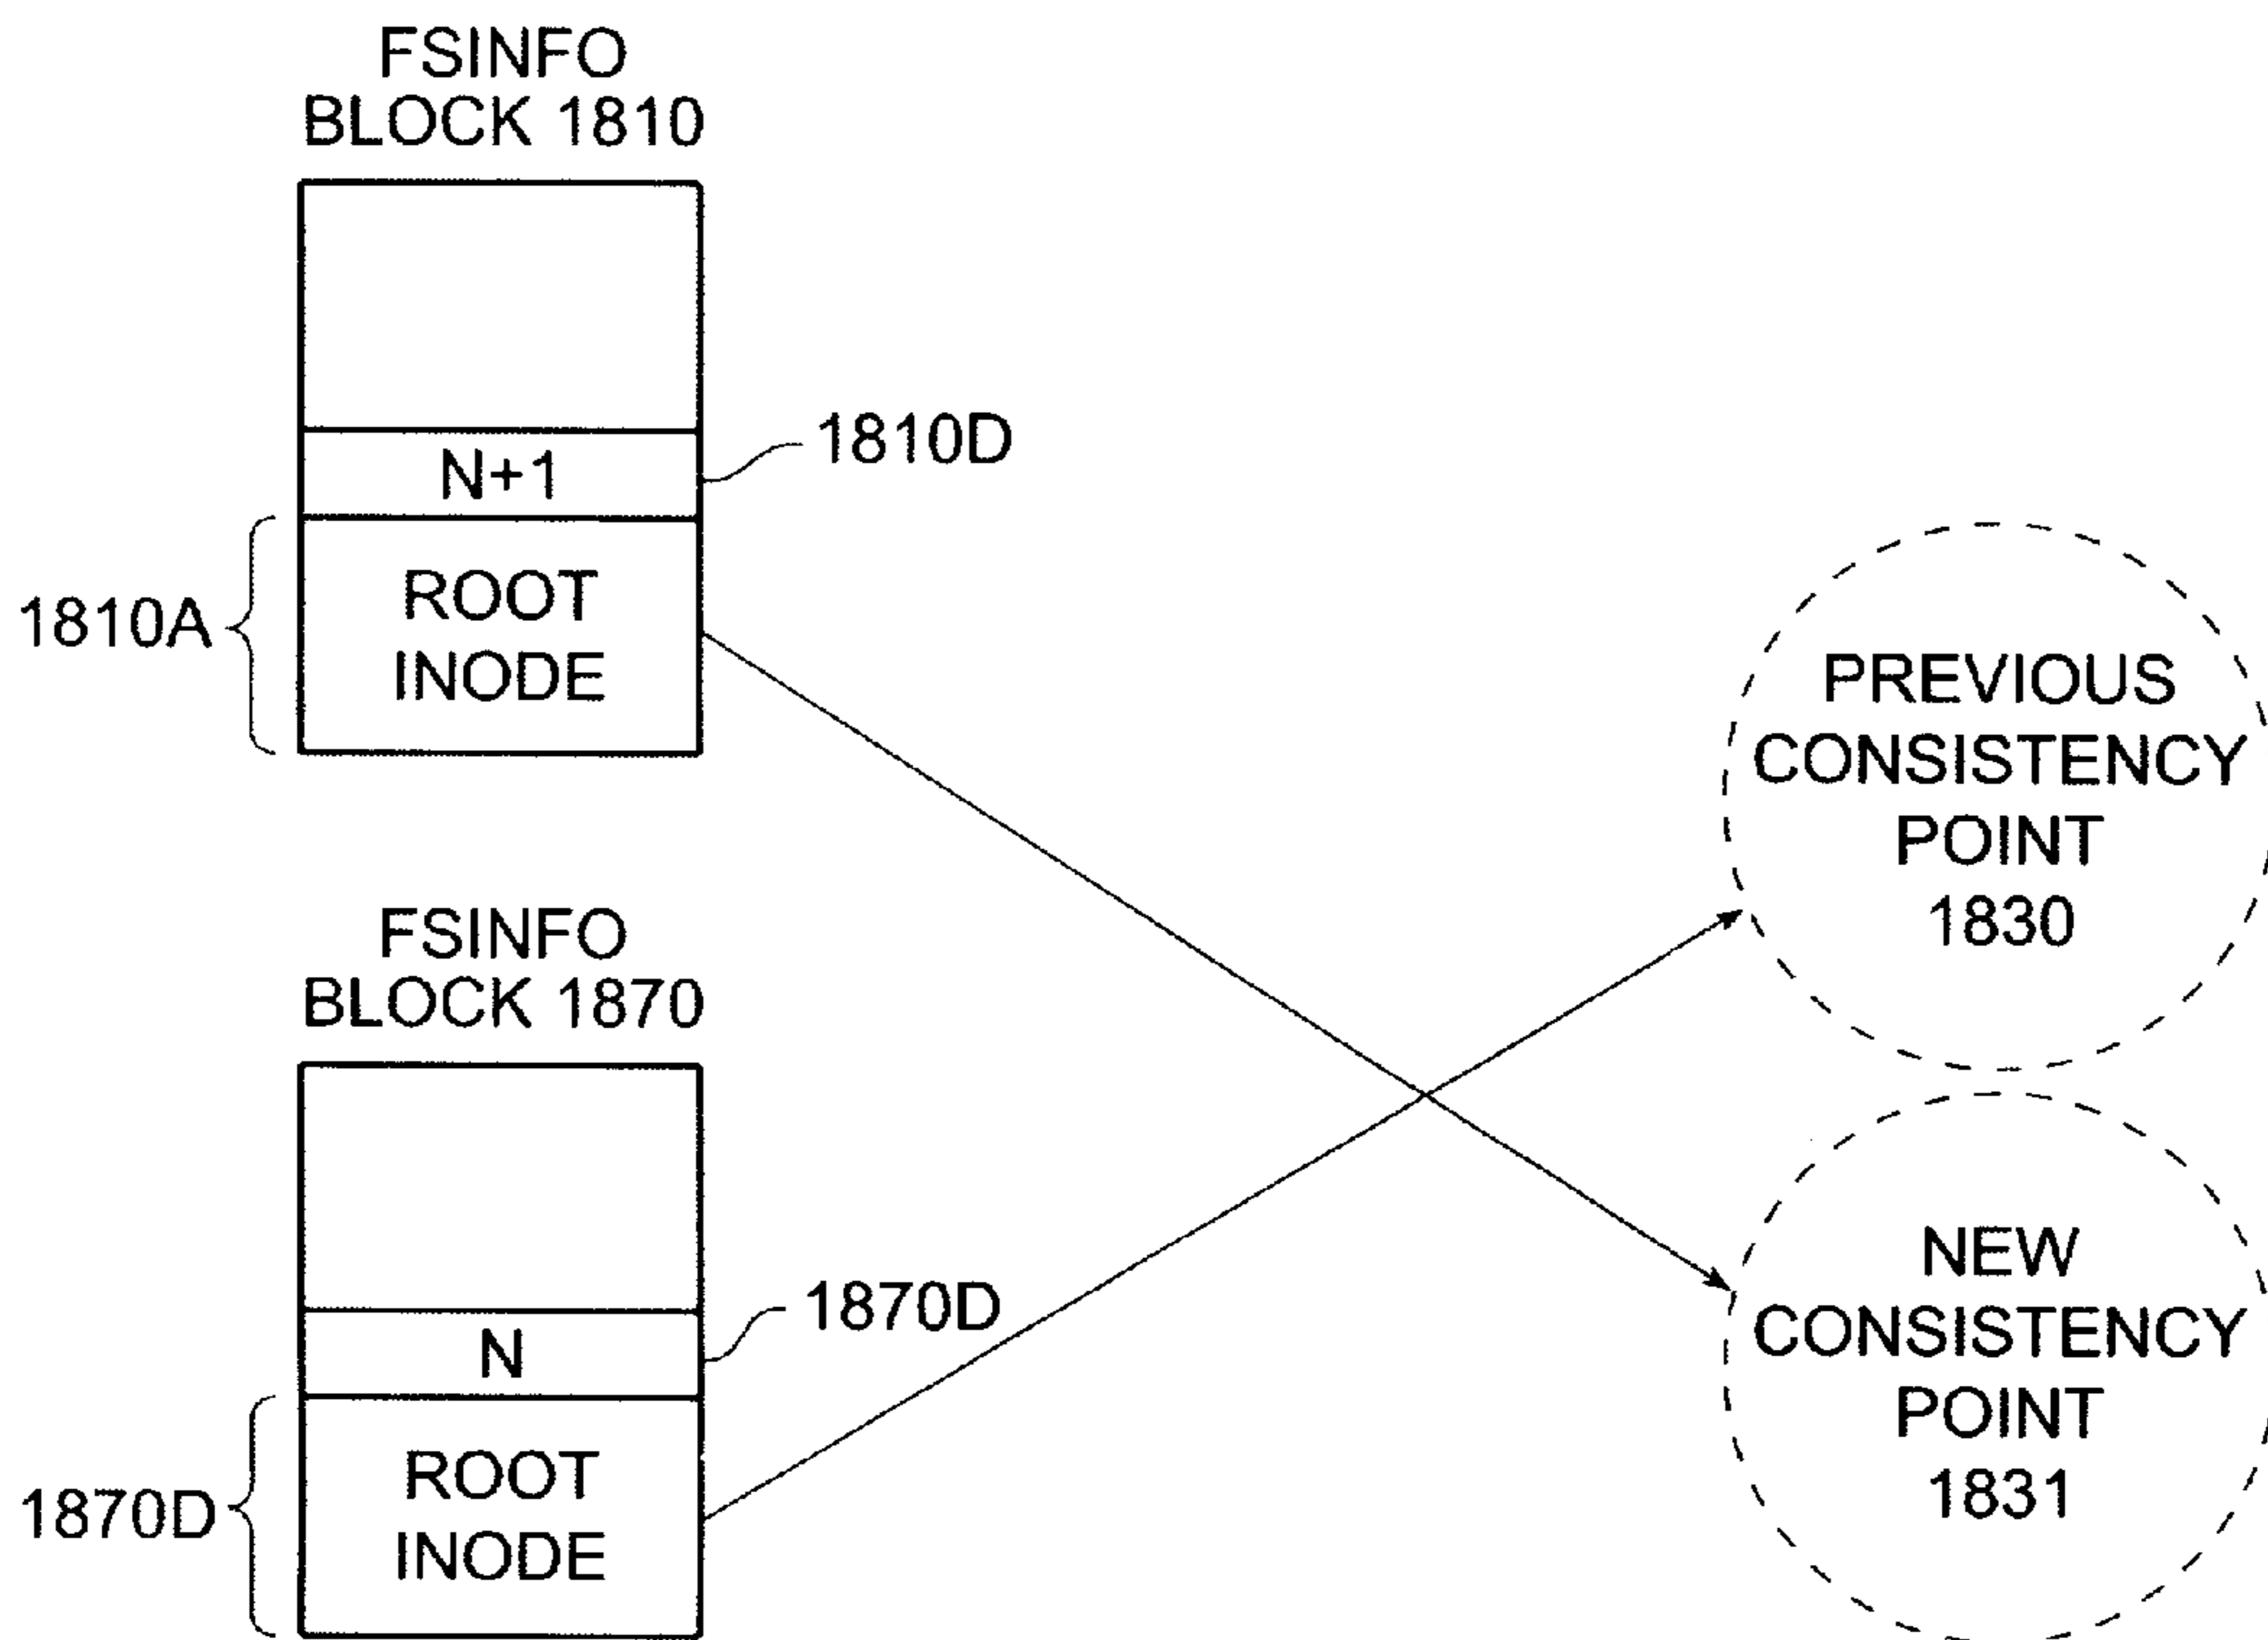 FSINFO
BLOCK 1810
N+1
1810D
1810A
ROOT
INODE
PREVIOUS
CONSISTENCY
POINT
1830
FSINFO
BLOCK 1870
N
1870D
1870D
ROOT
INODE
NEW
CONSISTENCY
POINT
1831